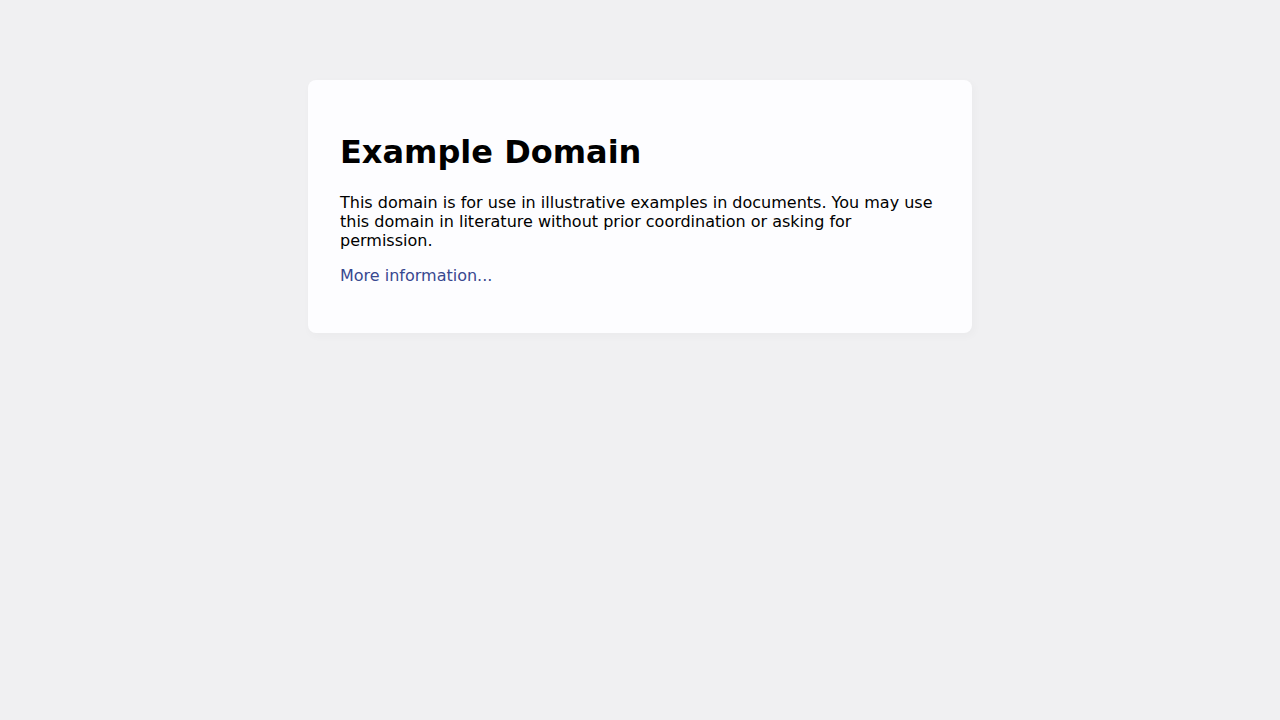 Example Domain
This domain is for use in illustrative examples in documents. You may use
this domain in literature without prior coordination or asking for
permission.
More information...